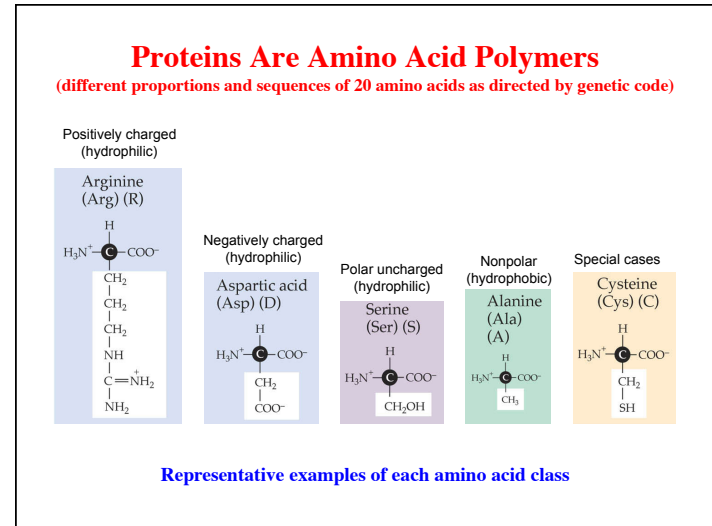 Proteins Are Amino Acid Polymers
(different proportions and sequences of 20 amino acids as directed by genetic code)
Positively charged
(hydrophilic)
Arginine
(Arg) (R)
H
H₃N⁺ C COO⁻
CH₂
CH₂
CH₂
NH
C=NH₂⁺
NH₂
Negatively charged
(hydrophilic)
Aspartic acid
(Asp) (D)
H
H₃N⁺ C COO⁻
CH₂
COO⁻
Polar uncharged
(hydrophilic)
Serine
(Ser) (S)
H
H₃N⁺ C COO⁻
CH₂OH
Nonpolar
(hydrophobic)
Alanine
(Ala)
(A)
H
H₃N⁺ C COO⁻
CH₃
Special cases
Cysteine
(Cys) (C)
H
H₃N⁺ C COO⁻
CH₂
SH
Representative examples of each amino acid class